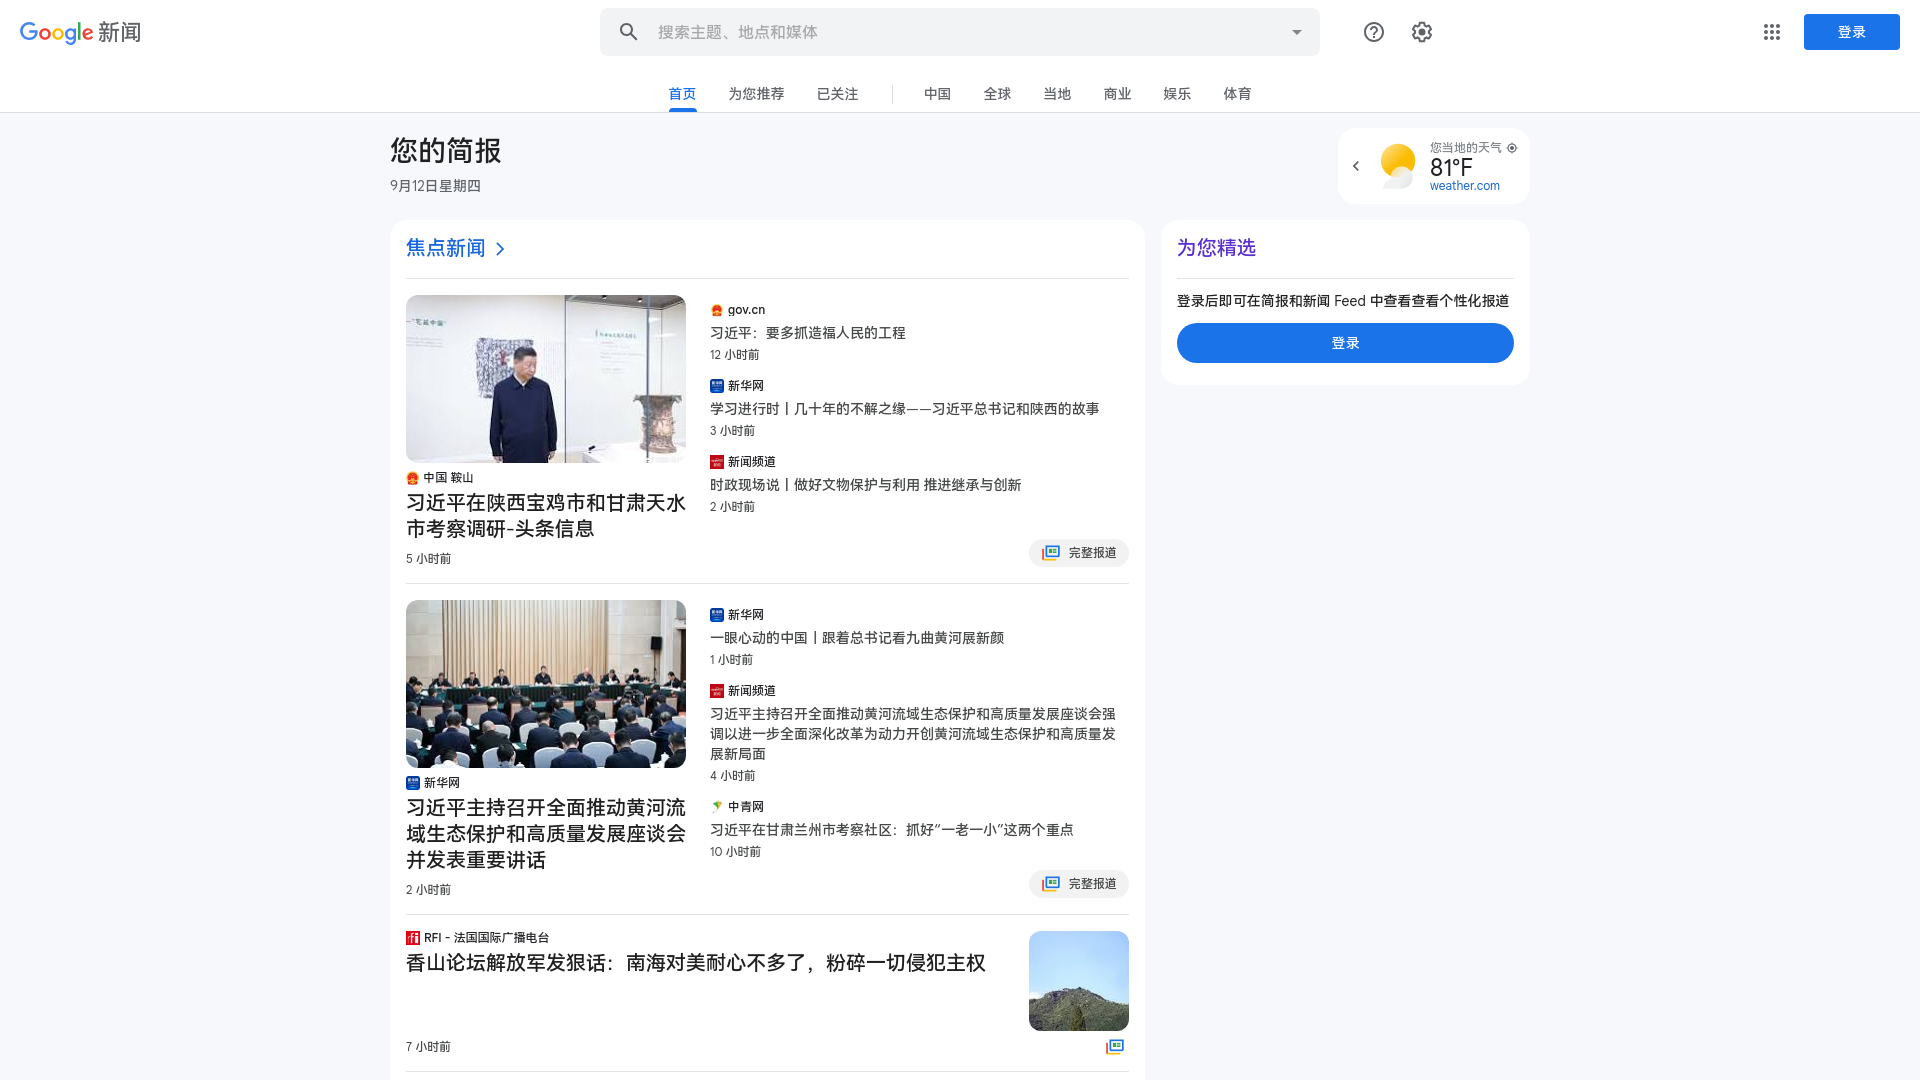 Google 新闻
搜索主题、地点和媒体
登录
首页
为您推荐
已关注
中国
全球
当地
商业
娱乐
体育
您的简报
9月12日星期四
您当地的天气
81°F
weather.com
焦点新闻
中国 鞍山
习近平在陕西宝鸡市和甘肃天水
市考察调研-头条信息
5 小时前
gov.cn
习近平：要多抓造福人民的工程
12 小时前
新华网
学习进行时丨几十年的不解之缘——习近平总书记和陕西的故事
3 小时前
新闻频道
时政现场说丨做好文物保护与利用 推进继承与创新
2 小时前
完整报道
新华网
习近平主持召开全面推动黄河流
域生态保护和高质量发展座谈会
并发表重要讲话
2 小时前
新华网
一眼心动的中国丨跟着总书记看九曲黄河展新颜
1 小时前
新闻频道
习近平主持召开全面推动黄河流域生态保护和高质量发展座谈会强
调以进一步全面深化改革为动力开创黄河流域生态保护和高质量发
展新局面
4 小时前
中青网
习近平在甘肃兰州市考察社区：抓好“一老一小”这两个重点
10 小时前
完整报道
RFI - 法国国际广播电台
香山论坛解放军发狠话：南海对美耐心不多了，粉碎一切侵犯主权
7 小时前
为您精选
登录后即可在简报和新闻 Feed 中查看查看个性化报道
登录